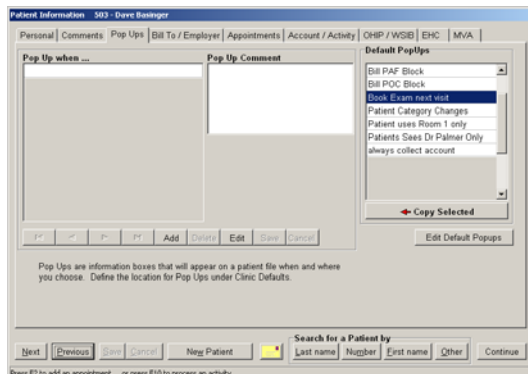 Patient Information 503 - Dave Basinger
Personal Comments Pop Ups Bill To / Employer Appointments Account / Activity OHIP / WSIB EHC MVA
Pop Up when ... Pop Up Comment Default PopUps
Bill PAF Block
Bill POC Block
Book Exam next visit
Patient Category Changes
Patient uses Room 1 only
Patients Sees Dr Palmer Only
always collect account
Copy Selected
Add Delete Edit Save Cancel Edit Default Popups
Pop Ups are information boxes that will appear on a patient file when and where
you choose. Define the location for Pop Ups under Clinic Defaults.
Search for a Patient by
Next Previous Save Cancel New Patient Last name Number First name Other Continue
Press F2 to add an appointment ... or press F10 to process an activity